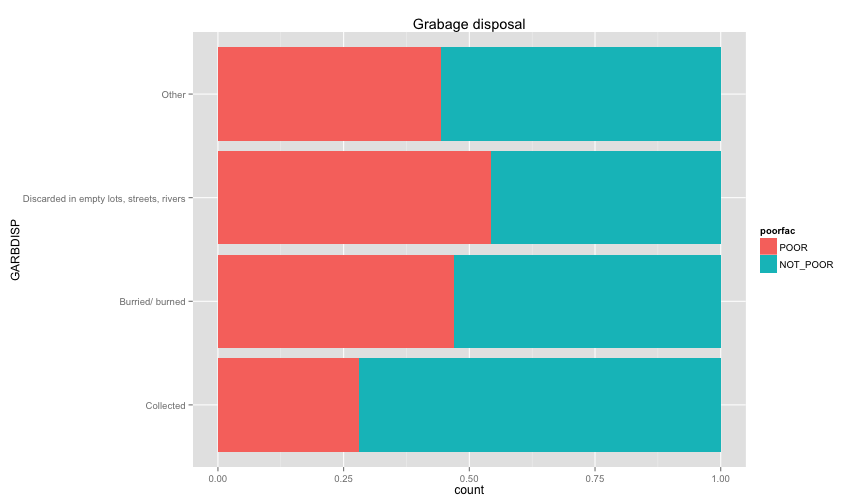 Grabage disposal
GARBDISP
Other
Discarded in empty lots, streets, rivers
Burried/ burned
Collected
0.00 0.25 0.50 0.75 1.00
count
poorfac
POOR
NOT_POOR